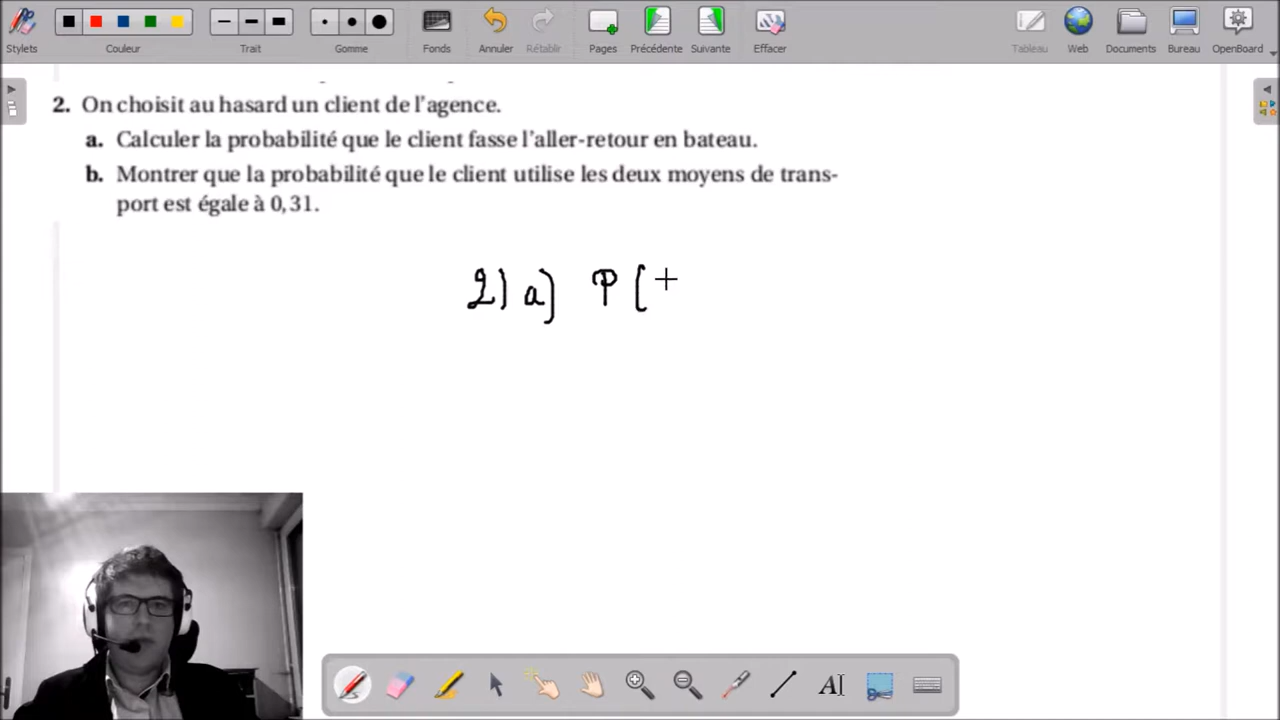 Stylets
Couleur
Trait
Gomme
Fonds
Annuler
Rétablir
Pages
Précédente
Suivante
Effacer
Tableau
Web
Documents
Bureau
OpenBoard
2. On choisit au hasard un client de l'agence.
a. Calculer la probabilité que le client fasse l'aller-retour en bateau.
b. Montrer que la probabilité que le client utilise les deux moyens de trans-
port est égale à 0,31.
2) a) P (
AI